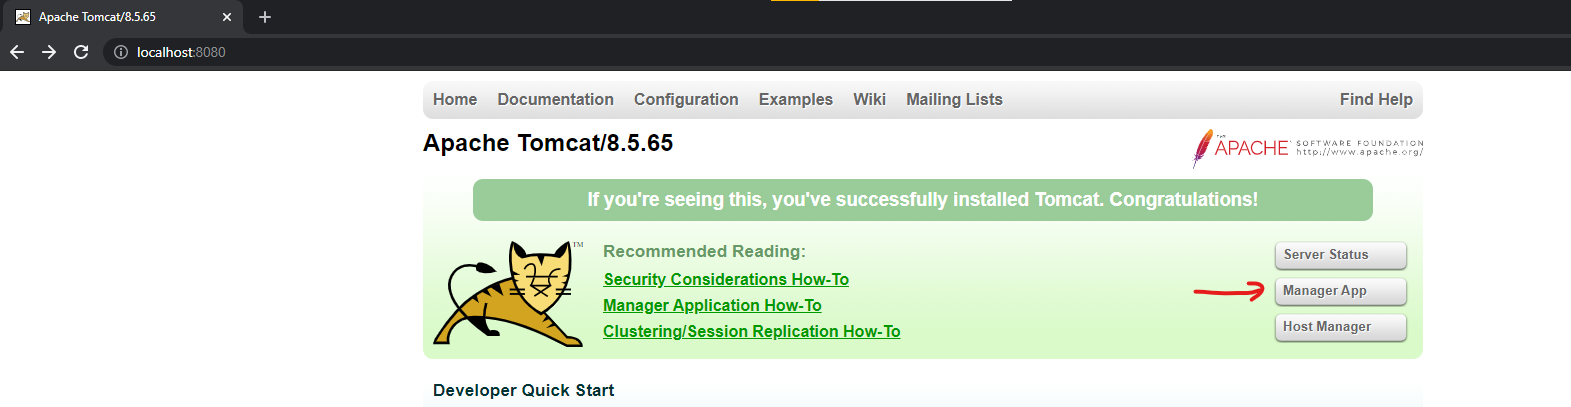 Apache Tomcat/8.5.65
localhost:8080
Home Documentation Configuration Examples Wiki Mailing Lists Find Help
Apache Tomcat/8.5.65
THE
APACHE® SOFTWARE FOUNDATION
http://www.apache.org/
If you're seeing this, you've successfully installed Tomcat. Congratulations!
TM
Recommended Reading:
Security Considerations How-To
Manager Application How-To
Clustering/Session Replication How-To
Server Status
Manager App
Host Manager
Developer Quick Start